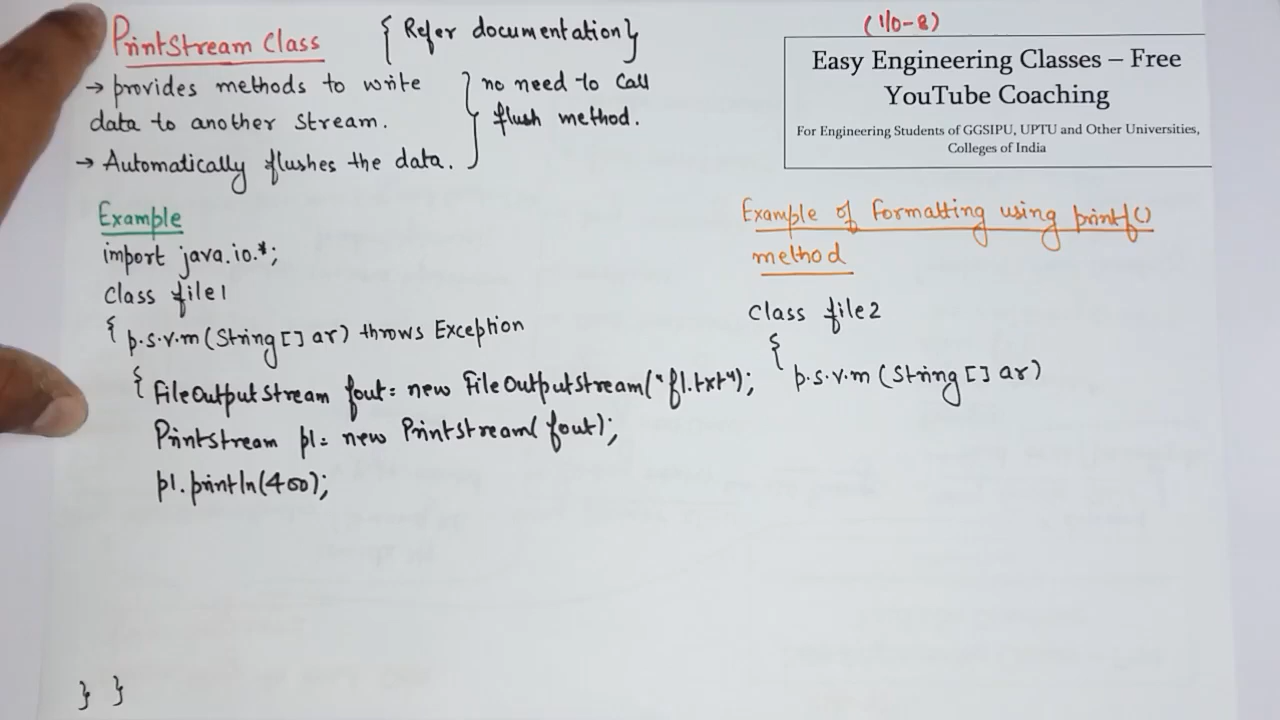 PrintStream Class { Refer documentation}
→ provides methods to write
data to another stream.
→ Automatically flushes the data.
} no need to call
flush method.
(I/O-8)
Easy Engineering Classes – Free
YouTube Coaching
For Engineering Students of GGSIPU, UPTU and Other Universities,
Colleges of India
Example
import java.io.*;
class file1
{ p.s.v.m (String [] ar) throws Exception
{ FileOutputStream fout= new FileOutputStream("f1.txt");
Printstream p1= new PrintStream( fout);
p1.println(400);
} }
Example of Formatting using printf()
method
class file2
{
p.s.v.m (String [] ar)